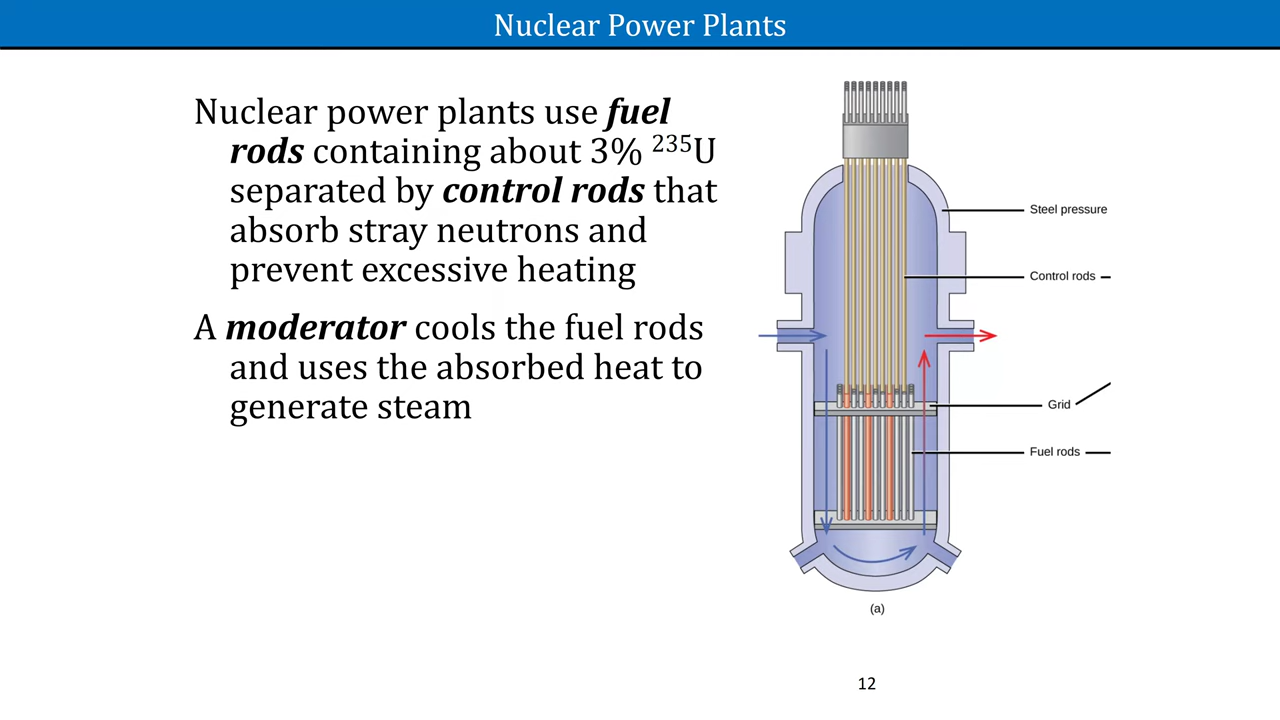 Nuclear Power Plants
Nuclear power plants use fuel
rods containing about 3% ²³⁵U
separated by control rods that
absorb stray neutrons and
prevent excessive heating
A moderator cools the fuel rods
and uses the absorbed heat to
generate steam
Steel pressure
Control rods
Grid
Fuel rods
(a)
12